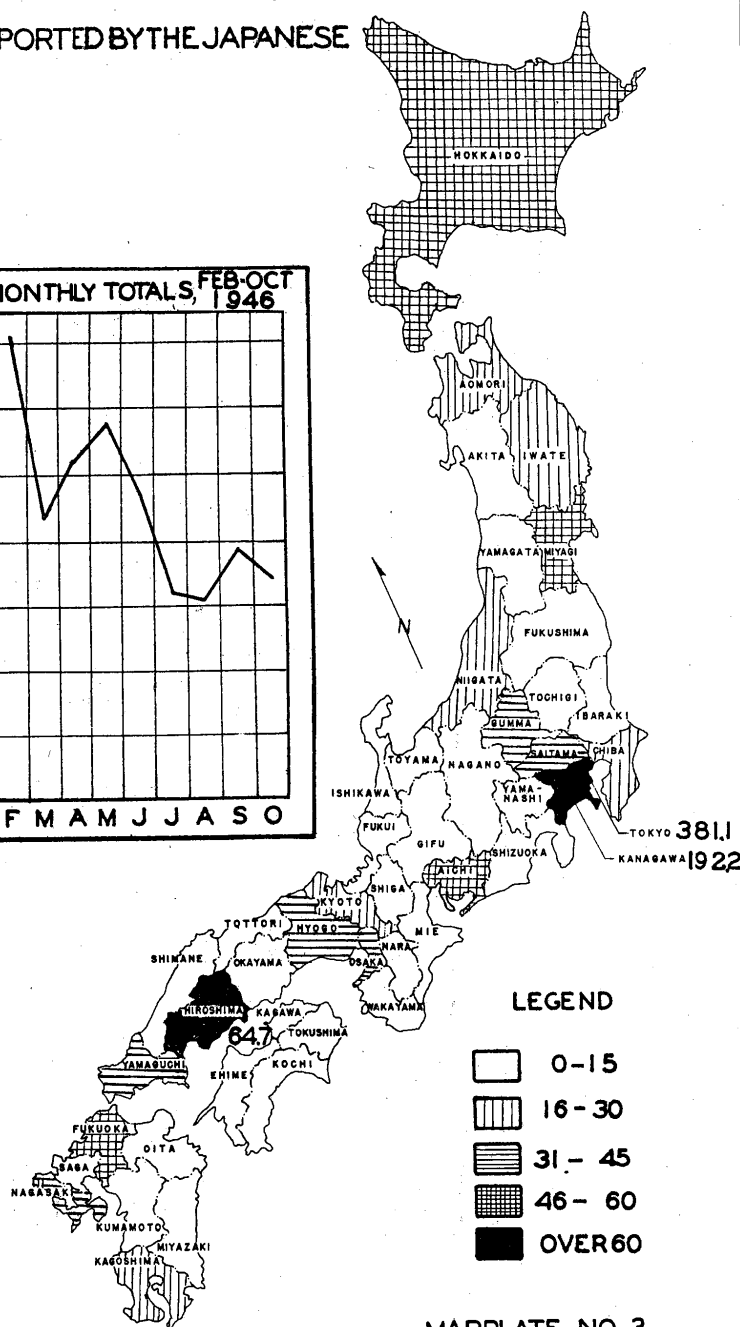 PORTED BY THE JAPANESE
MONTHLY TOTALS, FEB-OCT
1946
F M A M J J A S O
HOKKAIDO
AOMORI
AKITA
IWATE
YAMAGATA
MIYAGI
N
FUKUSHIMA
NIIGATA
TOCHIGI
GUMMA
IBARAKI
SAITAMA
CHIBA
TOYAMA
NAGANO
ISHIKAWA
YAMA-
NASHI
FUKUI
GIFU
TOKYO 381.1
SHIZUOKA
KANAGAWA 192.2
AICHI
SHIGA
KYOTO
TOTTORI
HYOGO
MIE
NARA
SHIMANE
OKAYAMA
OSAKA
WAKAYAMA
HIROSHIMA
KAGAWA
64.7
TOKUSHIMA
YAMAGUCHI
EHIME
KOCHI
FUKUOKA
OITA
SAGA
NAGASAKI
KUMAMOTO
MIYAZAKI
KAGOSHIMA
LEGEND
0-15
16-30
31-45
46-60
OVER 60
MAP PLATE NO. 3